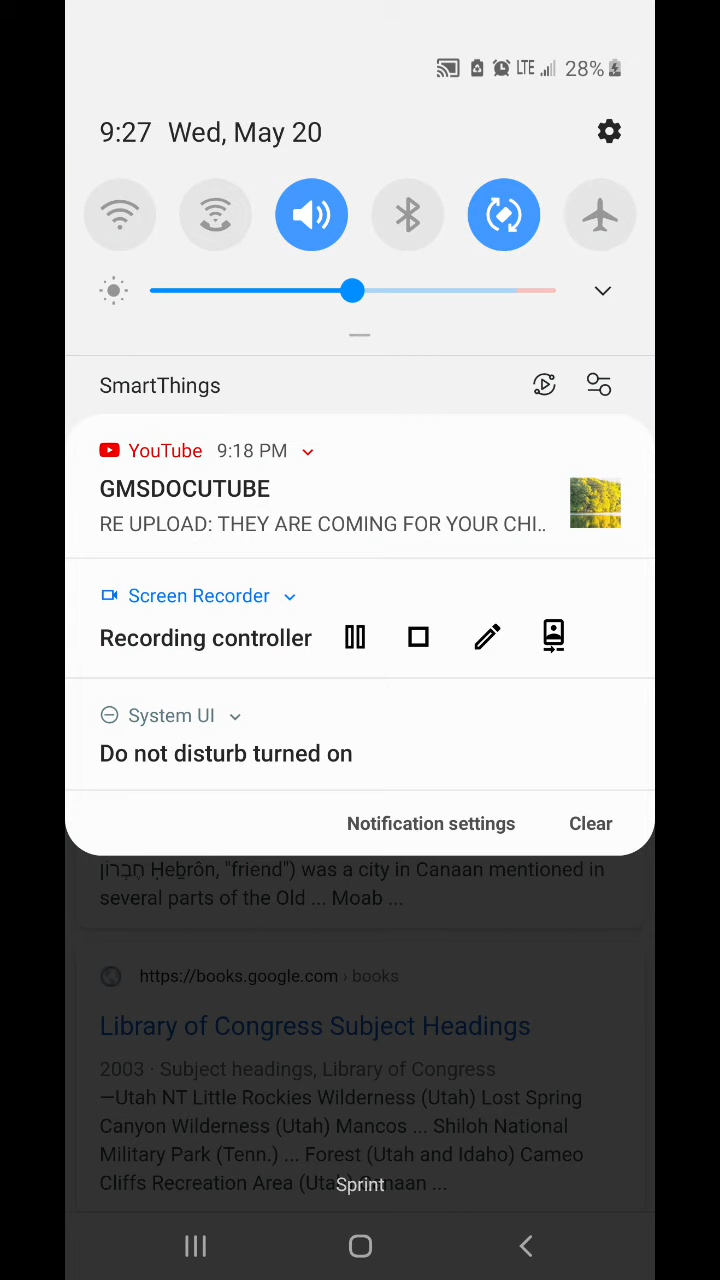 LTE 28%
9:27 Wed, May 20
SmartThings
YouTube 9:18 PM
GMSDOCUTUBE
RE UPLOAD: THEY ARE COMING FOR YOUR CHI..
Screen Recorder
Recording controller
System UI
Do not disturb turned on
Notification settings Clear
חֶבְרוֹן Ḥeḇrôn, "friend") was a city in Canaan mentioned in
several parts of the Old ... Moab ...
https://books.google.com › books
Library of Congress Subject Headings
2003 · Subject headings, Library of Congress
—Utah NT Little Rockies Wilderness (Utah) Lost Spring
Canyon Wilderness (Utah) Mancos ... Shiloh National
Military Park (Tenn.) ... Forest (Utah and Idaho) Cameo
Cliffs Recreation Area (Utah) Canaan ...
Sprint